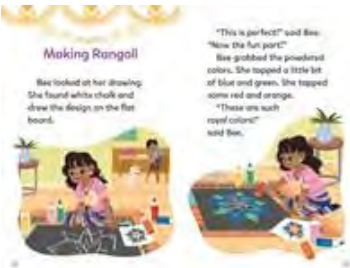 Making Rangoli
Bee looked at her drawing.
She found white chalk and
drew the design on the flat
board.
"This is perfect!" said Bee.
"Now the fun part!"
Bee grabbed the powdered
colors. She tapped a little bit
of blue and green. She tapped
some red and orange.
"These are such
royal colors!"
said Bee.